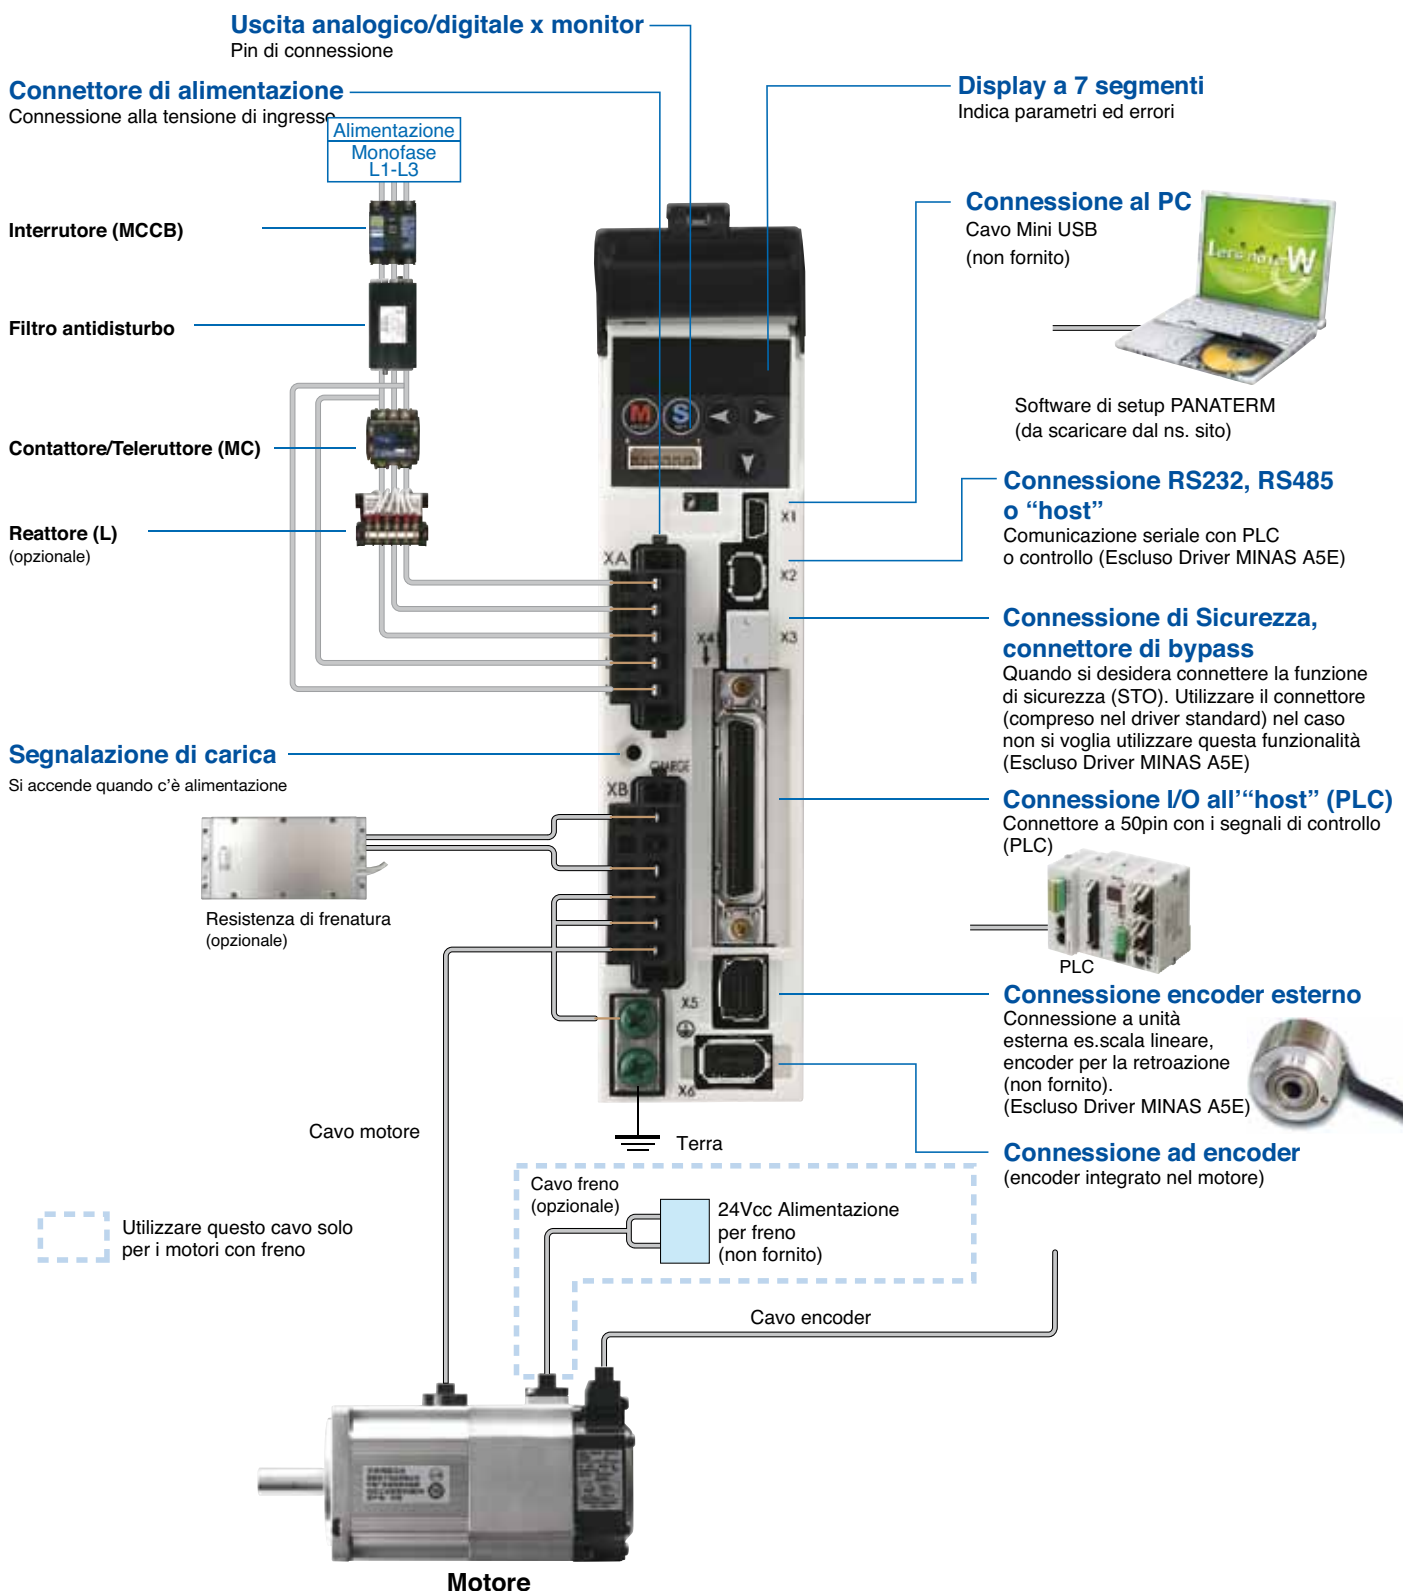 Uscita analogico/digitale x monitor
Pin di connessione
Connettore di alimentazione
Connessione alla tensione di ingresso
Alimentazione
Monofase
L1-L3
Interrutore (MCCB)
Filtro antidisturbo
Contattore/Teleruttore (MC)
Reattore (L)
(opzionale)
Segnalazione di carica
Si accende quando c'è alimentazione
Resistenza di frenatura
(opzionale)
Display a 7 segmenti
Indica parametri ed errori
Connessione al PC
Cavo Mini USB
(non fornito)
Let's note W
Software di setup PANATERM
(da scaricare dal ns. sito)
Connessione RS232, RS485
o “host”
Comunicazione seriale con PLC
o controllo (Escluso Driver MINAS A5E)
Connessione di Sicurezza,
connettore di bypass
Quando si desidera connettere la funzione
di sicurezza (STO). Utilizzare il connettore
(compreso nel driver standard) nel caso
non si voglia utilizzare questa funzionalità
(Escluso Driver MINAS A5E)
Connessione I/O all'“host” (PLC)
Connettore a 50pin con i segnali di controllo
(PLC)
PLC
Connessione encoder esterno
Connessione a unità
esterna es.scala lineare,
encoder per la retroazione
(non fornito).
(Escluso Driver MINAS A5E)
Connessione ad encoder
(encoder integrato nel motore)
M
S
X1
XA
X2
X4
X3
CHARGE
XB
X5
X6
Cavo motore
Terra
Cavo freno
(opzionale)
24Vcc Alimentazione
per freno
(non fornito)
Utilizzare questo cavo solo
per i motori con freno
Cavo encoder
Motore